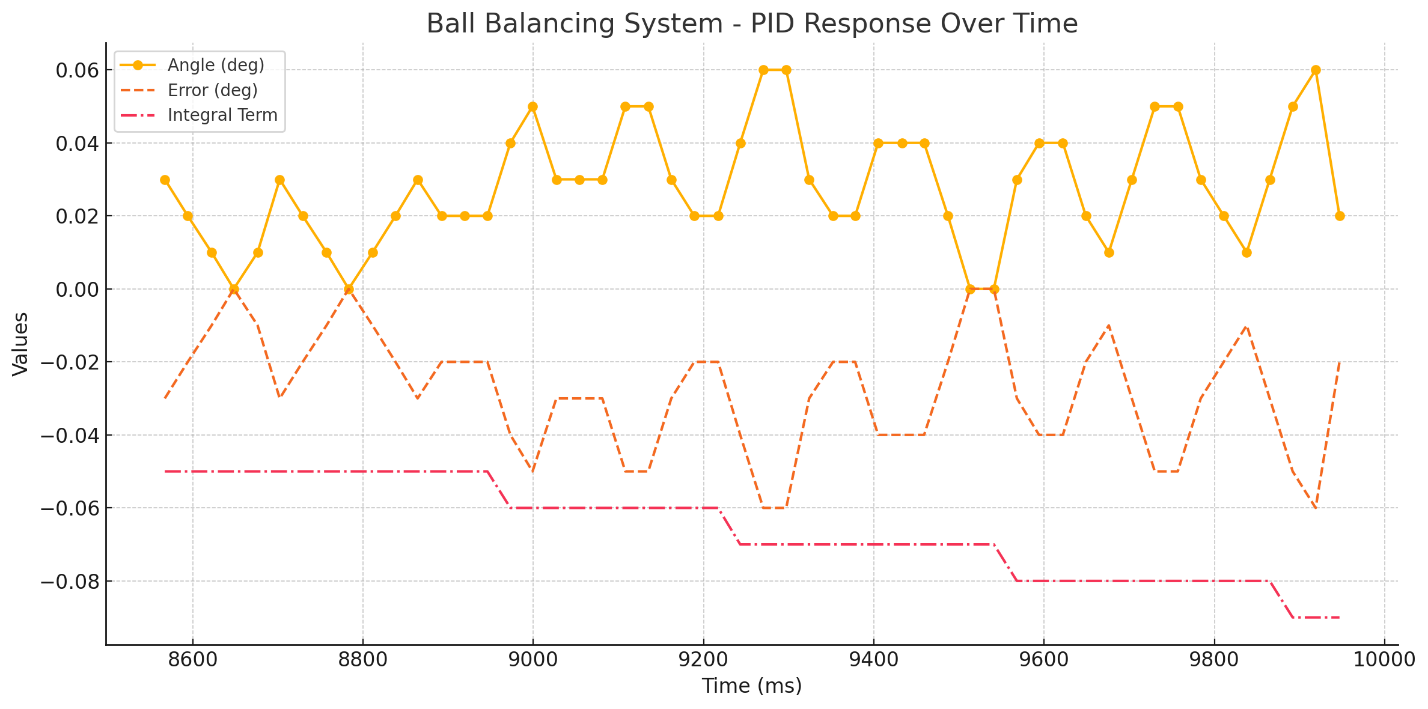 Ball Balancing System - PID Response Over Time
Angle (deg)
Error (deg)
Integral Term
Values
0.06
0.04
0.02
0.00
−0.02
−0.04
−0.06
−0.08
8600 8800 9000 9200 9400 9600 9800 10000
Time (ms)